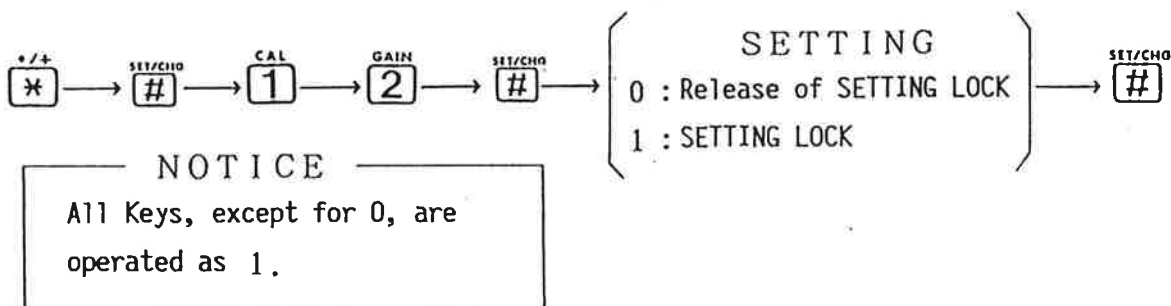 •/+ SET/CHG CAL GAIN SET/CHG SETTING SET/CHG
* → # → 1 → 2 → # → 0 : Release of SETTING LOCK → #
1 : SETTING LOCK
NOTICE
All Keys, except for 0, are
operated as 1.